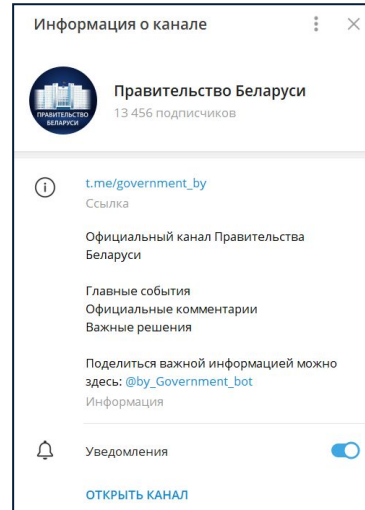 Информация о канале
ПРАВИТЕЛЬСТВО
БЕЛАРУСИ
Правительство Беларуси
13 456 подписчиков
t.me/government_by
Ссылка
Официальный канал Правительства
Беларуси
Главные события
Официальные комментарии
Важные решения
Поделиться важной информацией можно
здесь: @by_Government_bot
Информация
Уведомления
ОТКРЫТЬ КАНАЛ